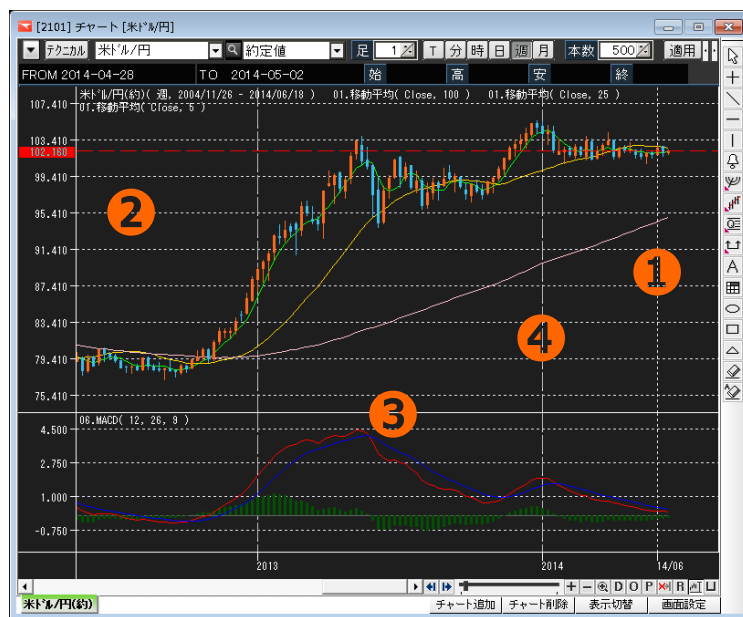 [2101] チャート [米ドル/円]
テクニカル 米ドル/円 約定値 足 1 T 分 時 日 週 月 本数 500 適用
FROM 2014-04-28 TO 2014-05-02 始 高 安 終
米ドル/円(約)( 週, 2004/11/26 - 2014/06/18 ) 01.移動平均( Close, 100 ) 01.移動平均( Close, 25 )
01.移動平均( Close, 5 )
107.410
103.410
102.160
99.410
95.410
91.410
87.410
83.410
79.410
75.410
2
1
4
3
06.MACD( 12, 26, 9 )
4.500
2.750
1.000
-0.750
2013 2014 14/06
D O P R
米ドル/円(約) チャート追加 チャート削除 表示切替 画面設定
A